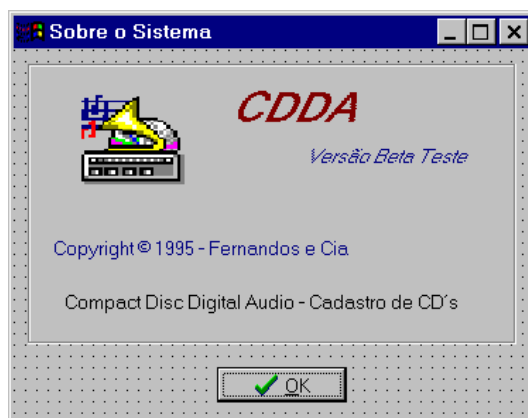 Sobre o Sistema
CDDA
Versão Beta Teste
Copyright © 1995 - Fernandos e Cia
Compact Disc Digital Audio - Cadastro de CD´s
OK